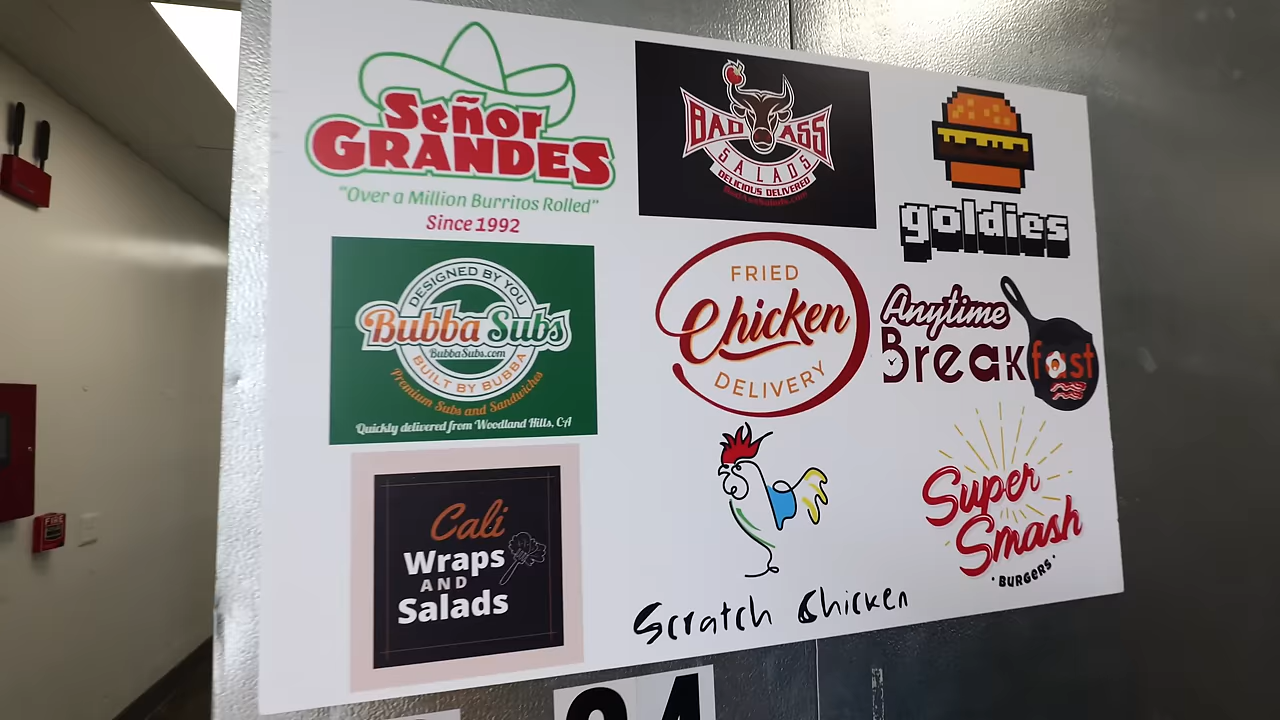 Señor
GRANDES
"Over a Million Burritos Rolled"
Since 1992
BAD ASS
SALADS
DELICIOUS DELIVERED
goldies
DESIGNED BY YOU
Bubba Subs
BubbaSubs.com
BUILT BY BUBBA
Premium Subs and Sandwiches
Quickly delivered from Woodland Hills, CA
FRIED
Chicken
DELIVERY
Anytime
Breakfast
Cali
Wraps
AND
Salads
Scratch Chicken
Super
Smash
• BURGERS •
FIRE